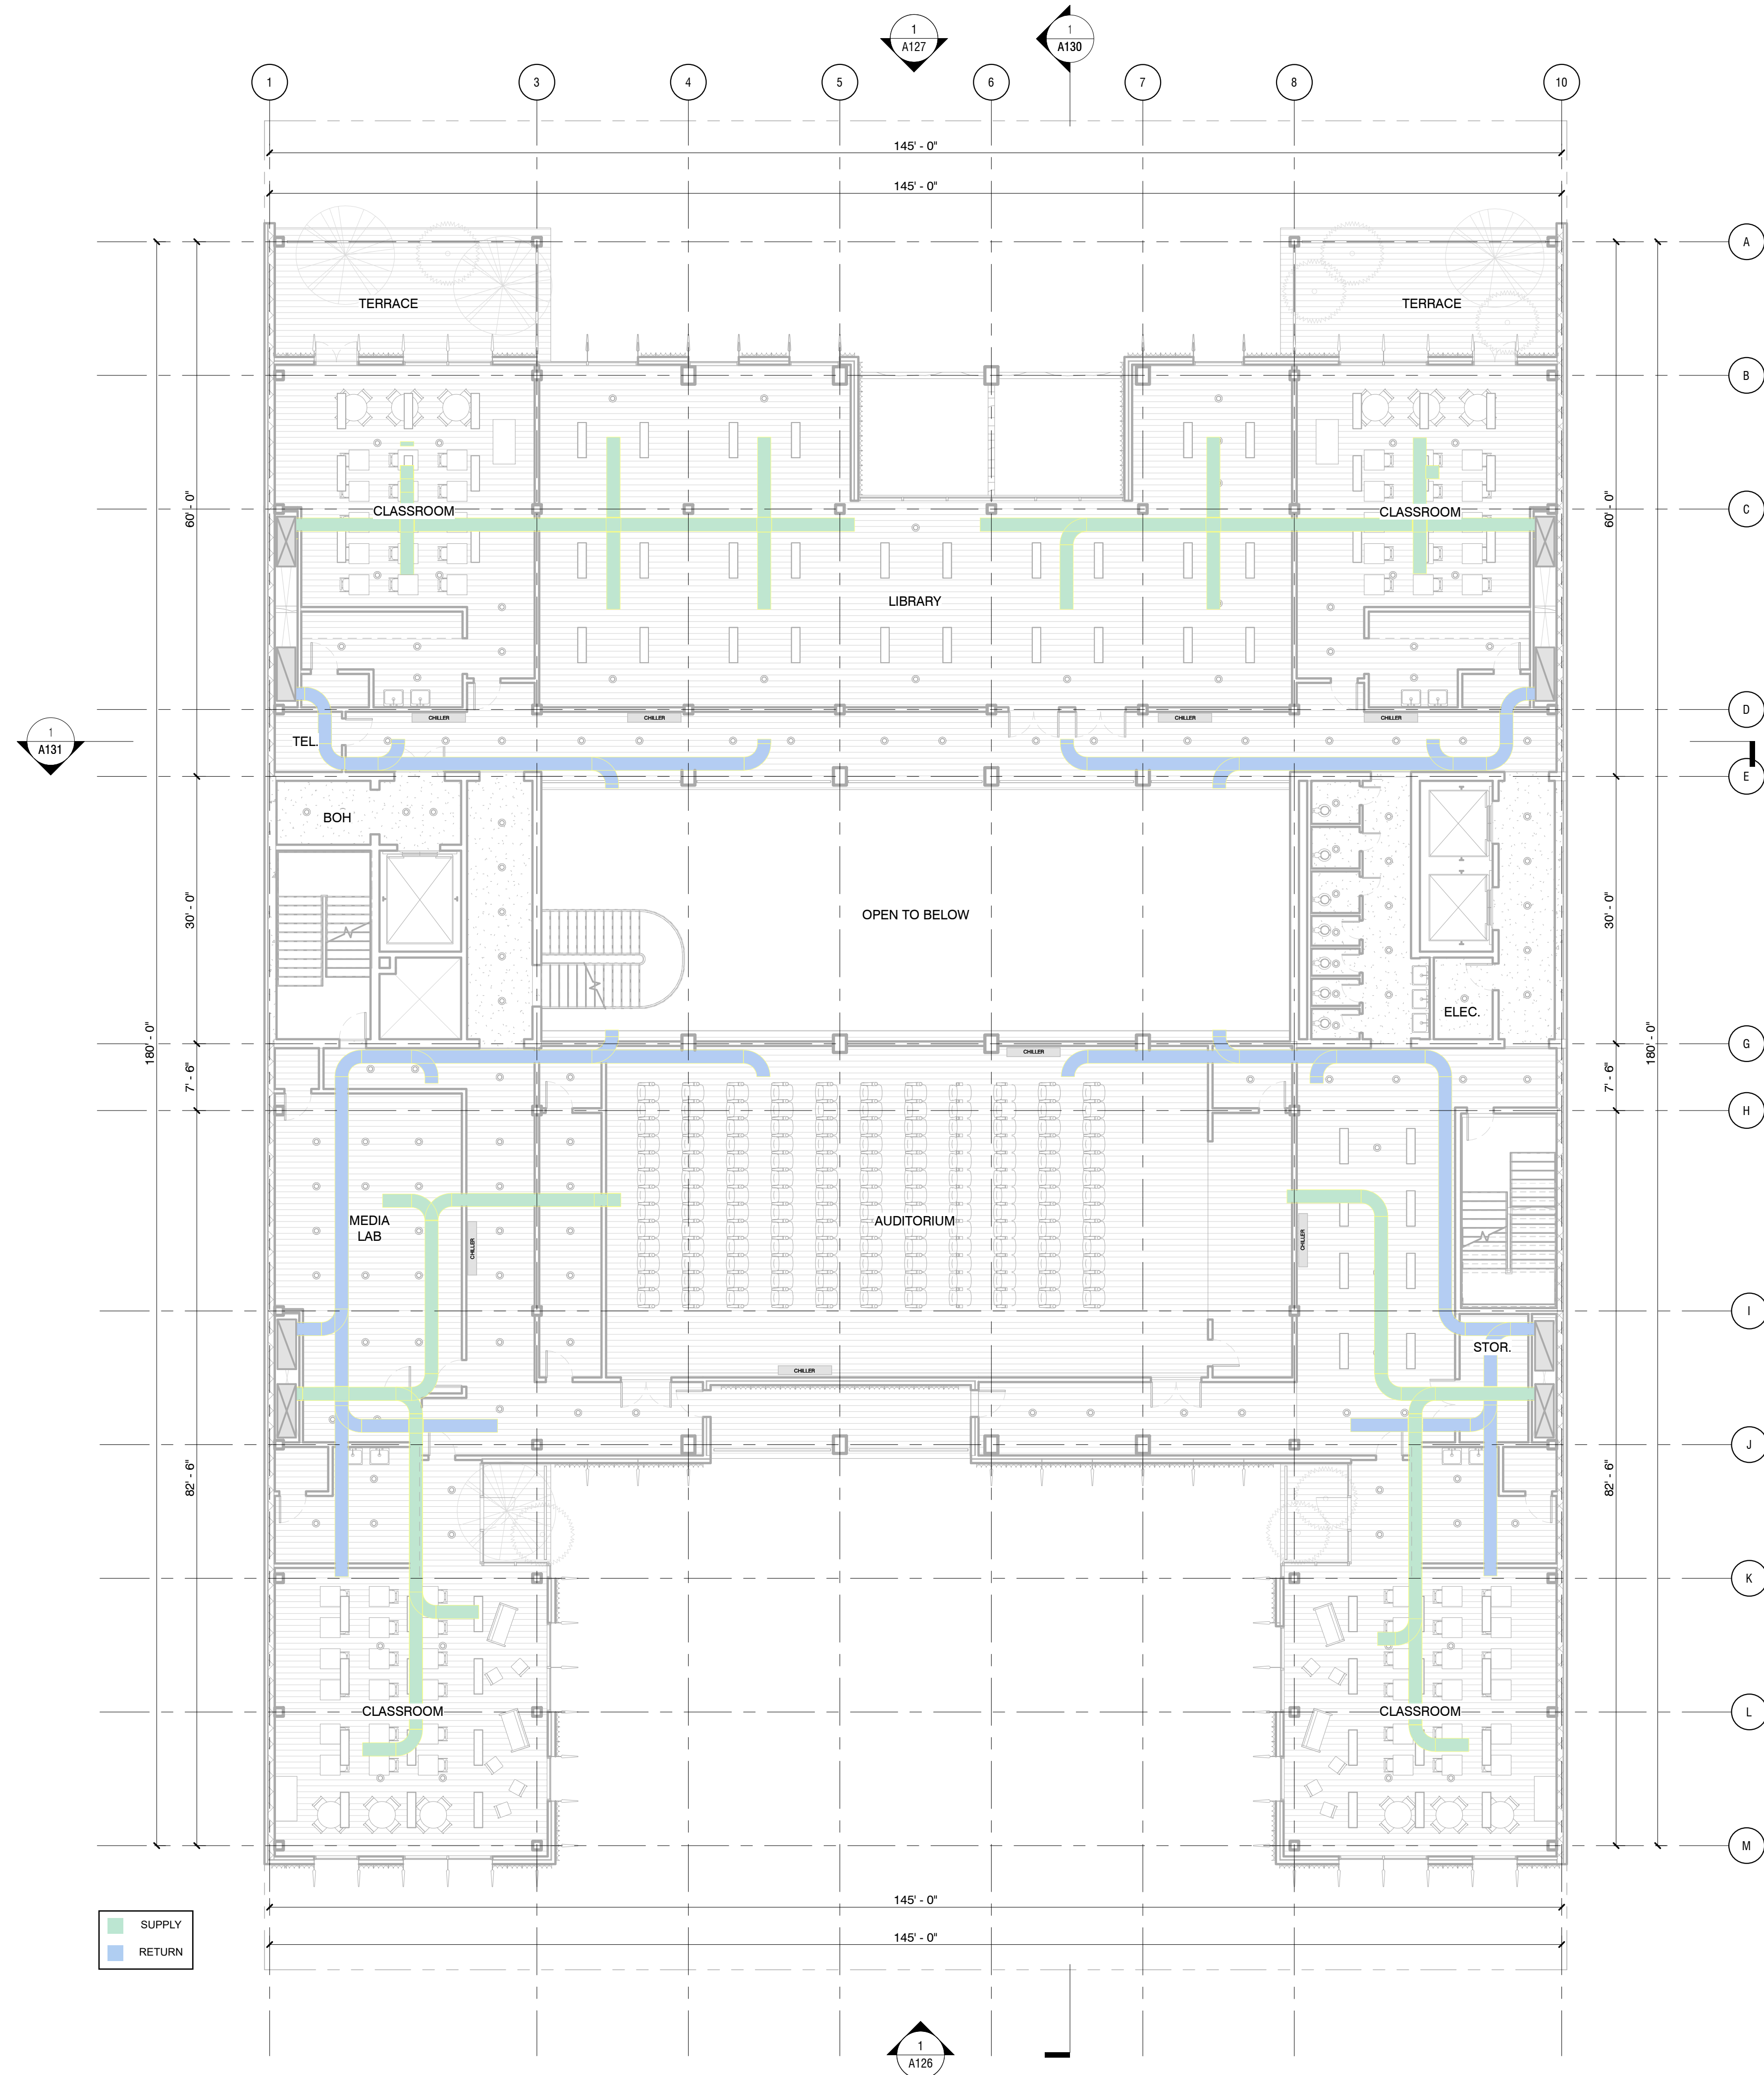 1
A127
1
A130
1
3
4
5
6
7
8
10
145' - 0"
145' - 0"
A
TERRACE
TERRACE
B
60' - 0"
CLASSROOM
CLASSROOM
60' - 0"
C
LIBRARY
D
CHILLER
CHILLER
CHILLER
CHILLER
1
A131
TEL.
E
BOH
30' - 0"
OPEN TO BELOW
30' - 0"
ELEC.
180' - 0"
180' - 0"
G
CHILLER
7' - 6"
7' - 6"
H
MEDIA
LAB
CHILLER
AUDITORIUM
CHILLER
I
STOR.
CHILLER
J
82' - 6"
82' - 6"
K
CLASSROOM
CLASSROOM
L
M
145' - 0"
SUPPLY
RETURN
145' - 0"
1
A126